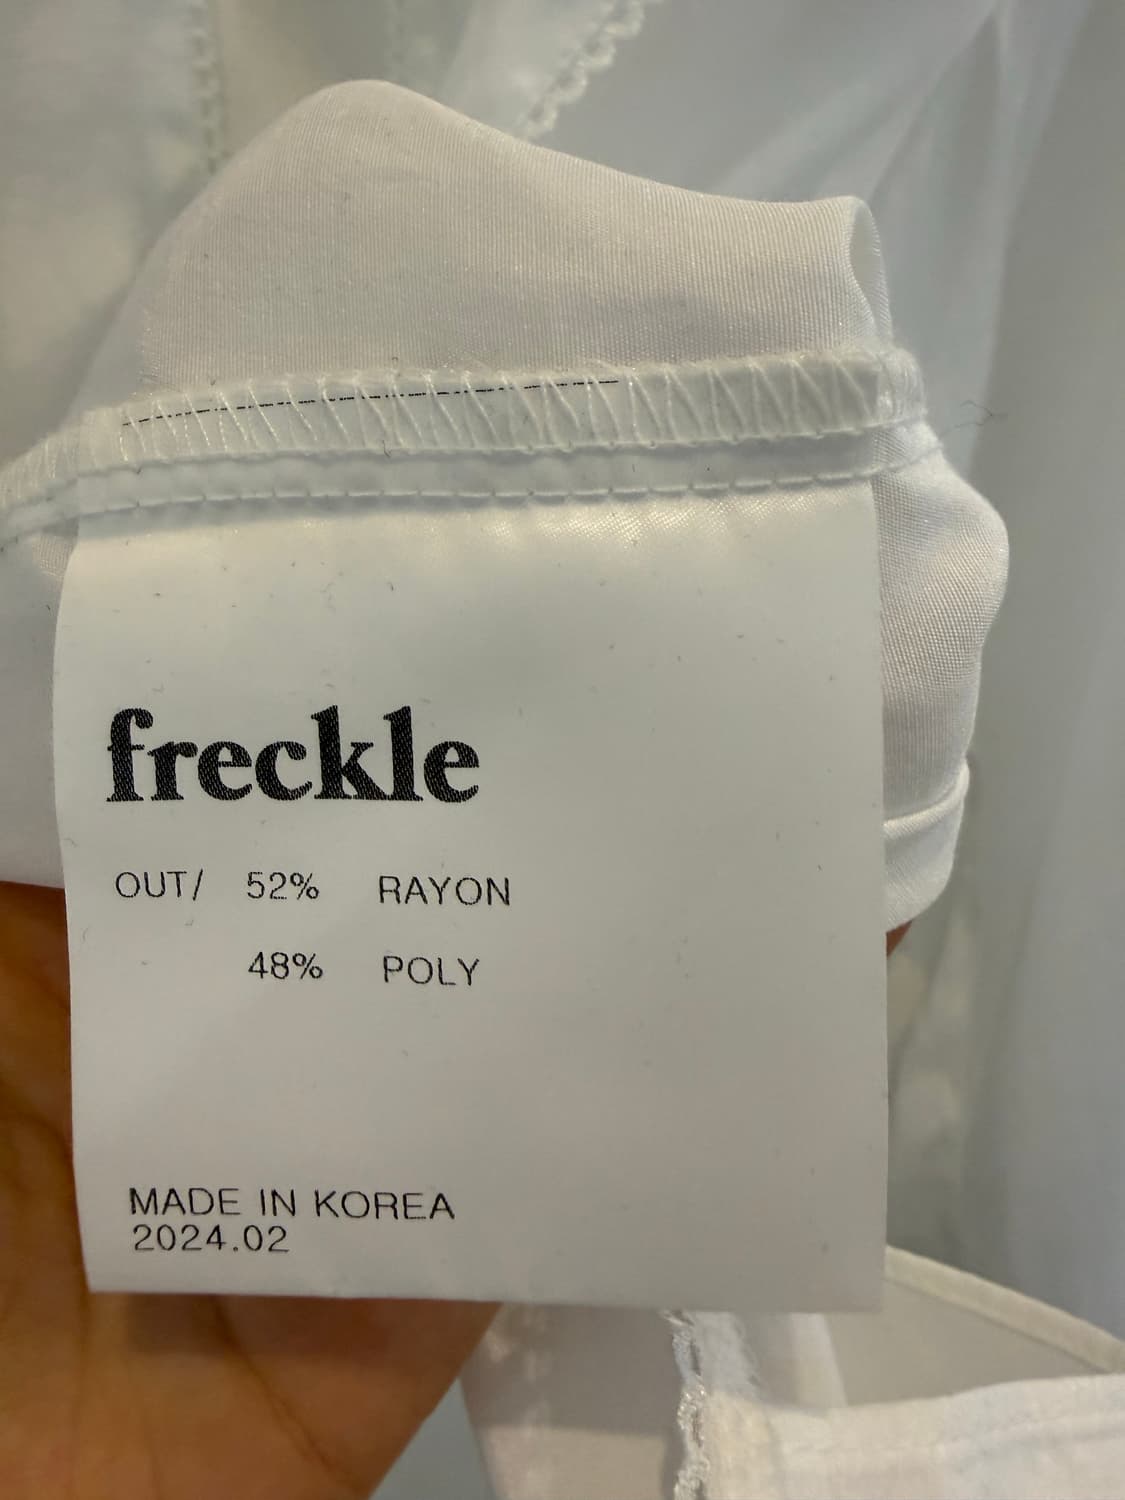 freckle
OUT/ 52% RAYON
48% POLY
MADE IN KOREA
2024.02